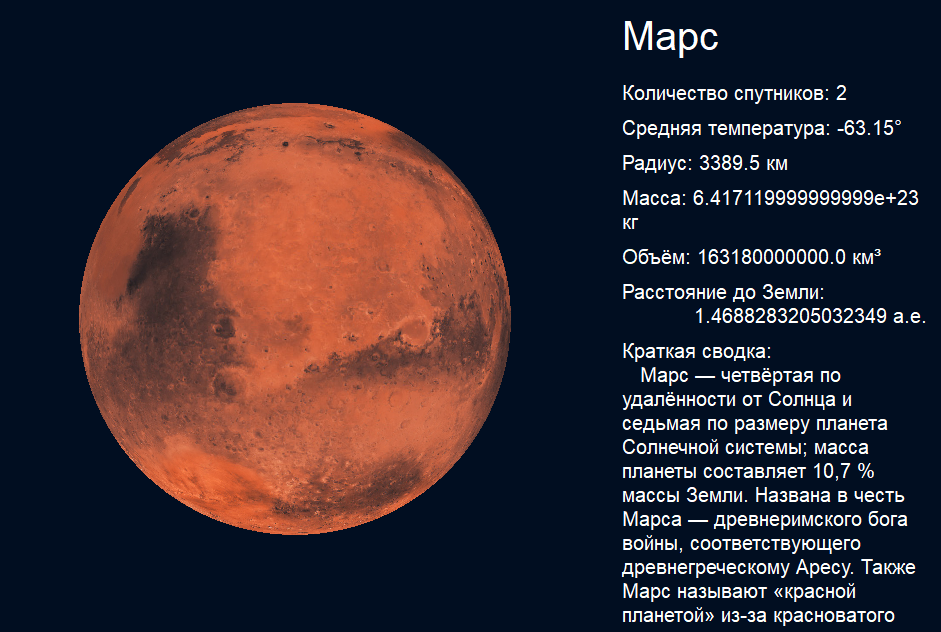 Марс
Количество спутников: 2
Средняя температура: -63.15°
Радиус: 3389.5 км
Масса: 6.417119999999999e+23
кг
Объём: 163180000000.0 км³
Расстояние до Земли:
1.4688283205032349 а.е.
Краткая сводка:
Марс — четвёртая по
удалённости от Солнца и
седьмая по размеру планета
Солнечной системы; масса
планеты составляет 10,7 %
массы Земли. Названа в честь
Марса — древнеримского бога
войны, соответствующего
древнегреческому Аресу. Также
Марс называют «красной
планетой» из-за красноватого